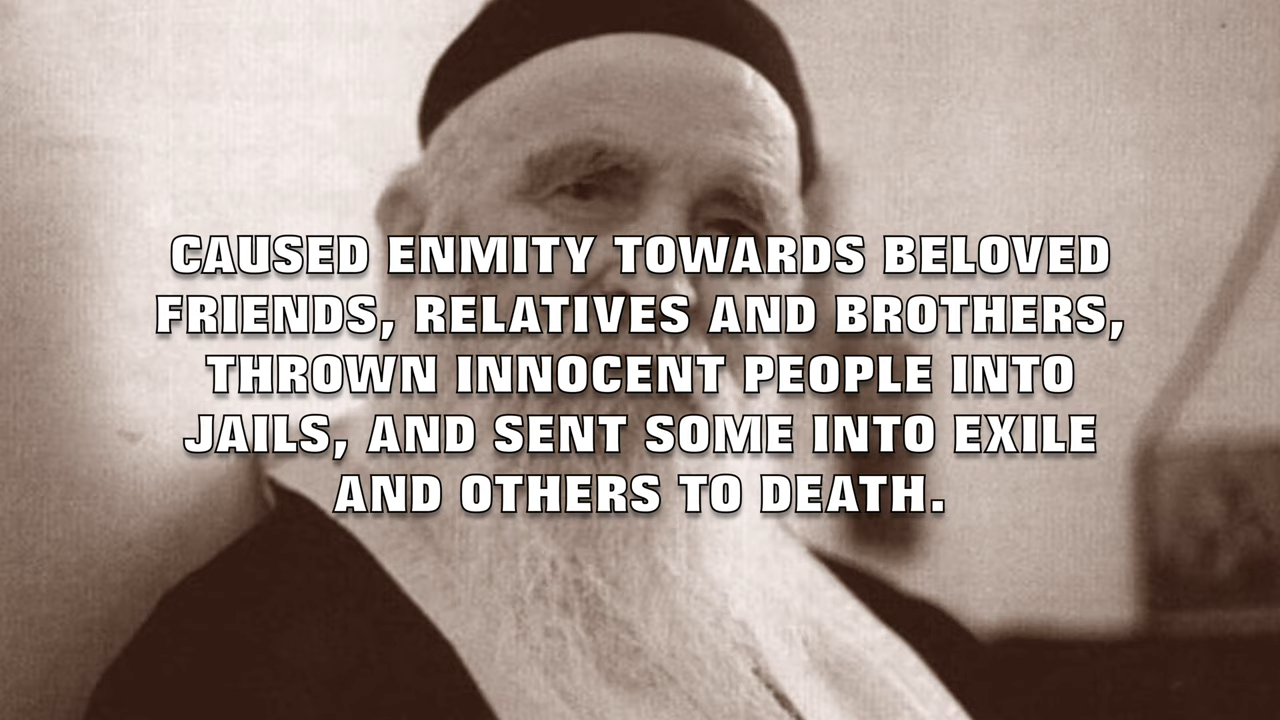 CAUSED ENMITY TOWARDS BELOVED
FRIENDS, RELATIVES AND BROTHERS,
THROWN INNOCENT PEOPLE INTO
JAILS, AND SENT SOME INTO EXILE
AND OTHERS TO DEATH.